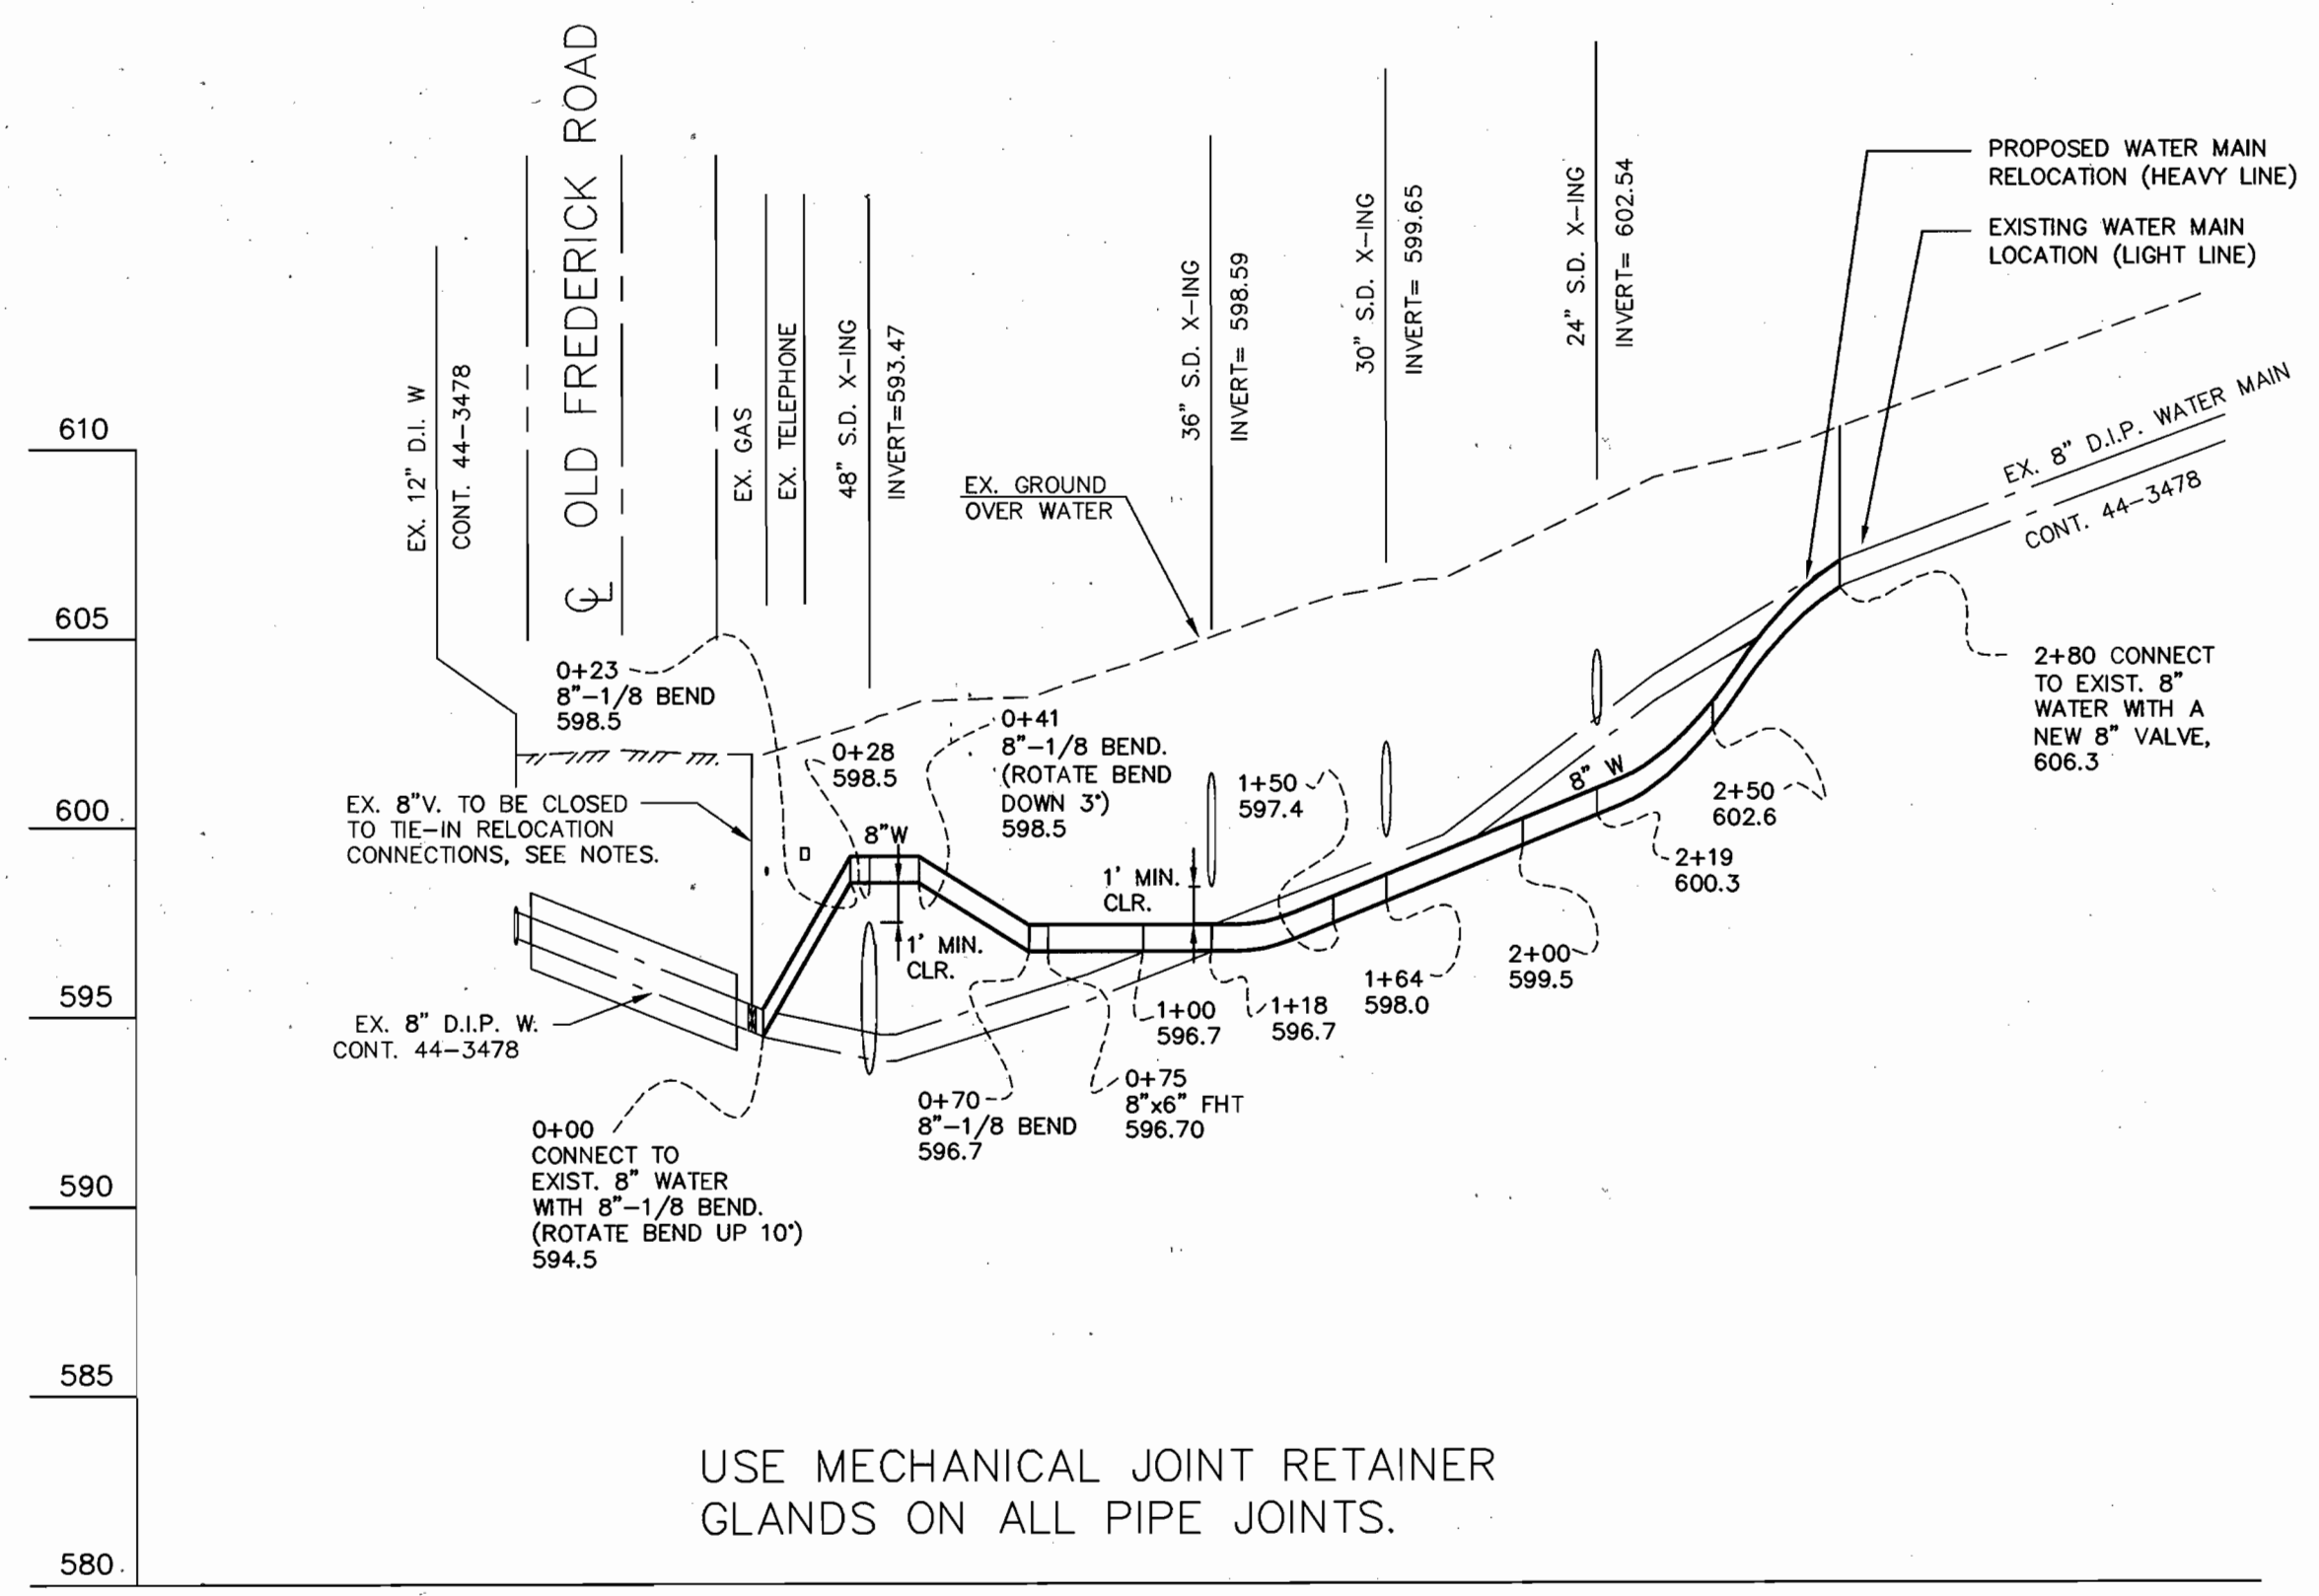 OLD FREDERICK ROAD
℄
EX. 12" D.I. W
CONT. 44-3478
EX. GAS
EX. TELEPHONE
48" S.D. X-ING
INVERT=593.47
36" S.D. X-ING
INVERT= 598.59
30" S.D. X-ING
INVERT= 599.65
24" S.D. X-ING
INVERT= 602.54
PROPOSED WATER MAIN
RELOCATION (HEAVY LINE)
EXISTING WATER MAIN
LOCATION (LIGHT LINE)
EX. 8" D.I.P. WATER MAIN
CONT. 44-3478
610
605
600
595
590
585
580
EX. GROUND
OVER WATER
0+23
8"-1/8 BEND
598.5
0+28
598.5
0+41
8"-1/8 BEND.
(ROTATE BEND
DOWN 3°)
598.5
EX. 8"V. TO BE CLOSED
TO TIE-IN RELOCATION
CONNECTIONS, SEE NOTES.
8"W
1' MIN.
CLR.
1' MIN.
CLR.
1+50
597.4
8" W
2+80 CONNECT
TO EXIST. 8"
WATER WITH A
NEW 8" VALVE,
606.3
2+50
602.6
2+19
600.3
2+00
599.5
1+64
598.0
1+18
596.7
1+00
596.7
EX. 8" D.I.P. W.
CONT. 44-3478
0+70
8"-1/8 BEND
596.7
0+75
8"x6" FHT
596.70
0+00
CONNECT TO
EXIST. 8" WATER
WITH 8"-1/8 BEND.
(ROTATE BEND UP 10°)
594.5
USE MECHANICAL JOINT RETAINER
GLANDS ON ALL PIPE JOINTS.